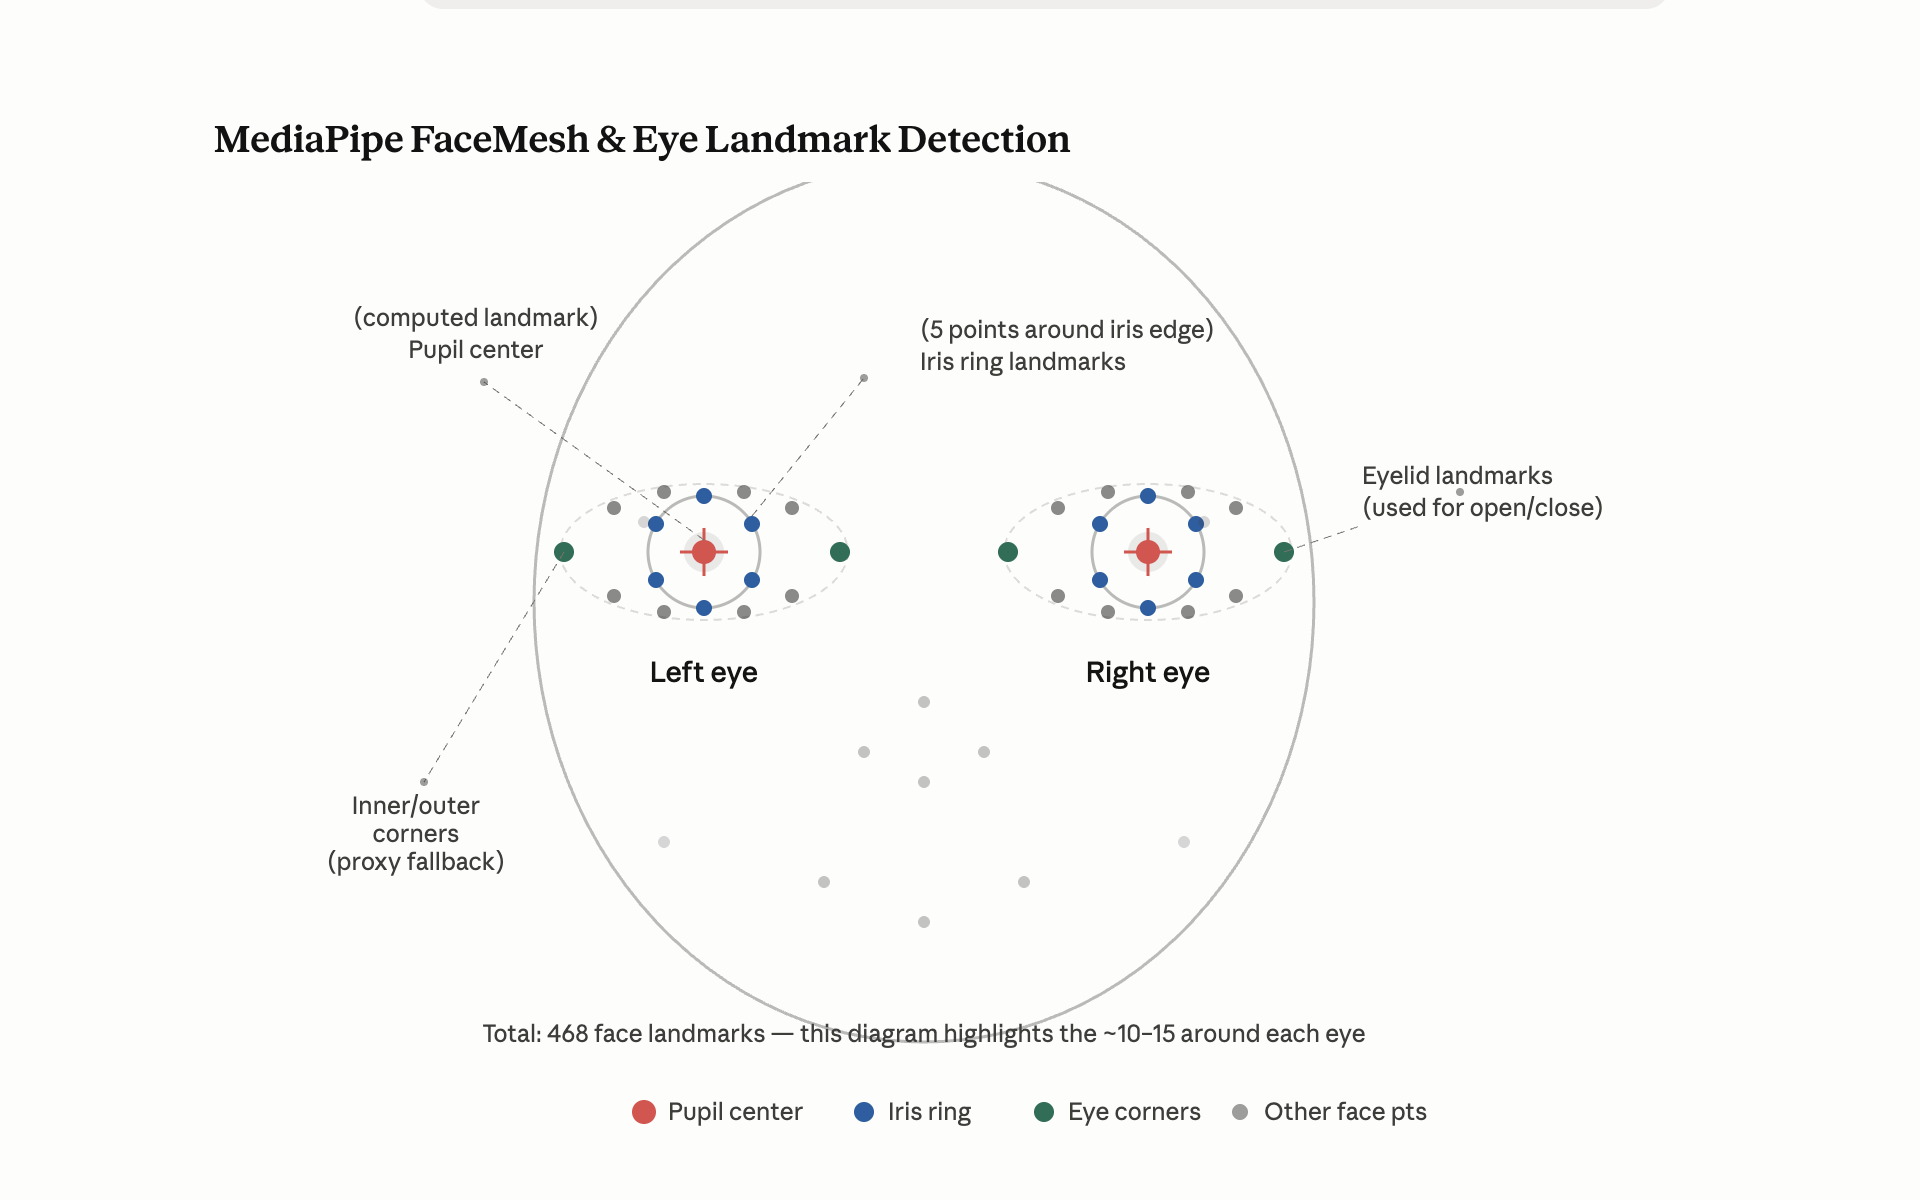 MediaPipe FaceMesh & Eye Landmark Detection
(computed landmark)
Pupil center
(5 points around iris edge)
Iris ring landmarks
Eyelid landmarks
(used for open/close)
Left eye
Right eye
Inner/outer
corners
(proxy fallback)
Total: 468 face landmarks — this diagram highlights the ~10–15 around each eye
Pupil center
Iris ring
Eye corners
Other face pts